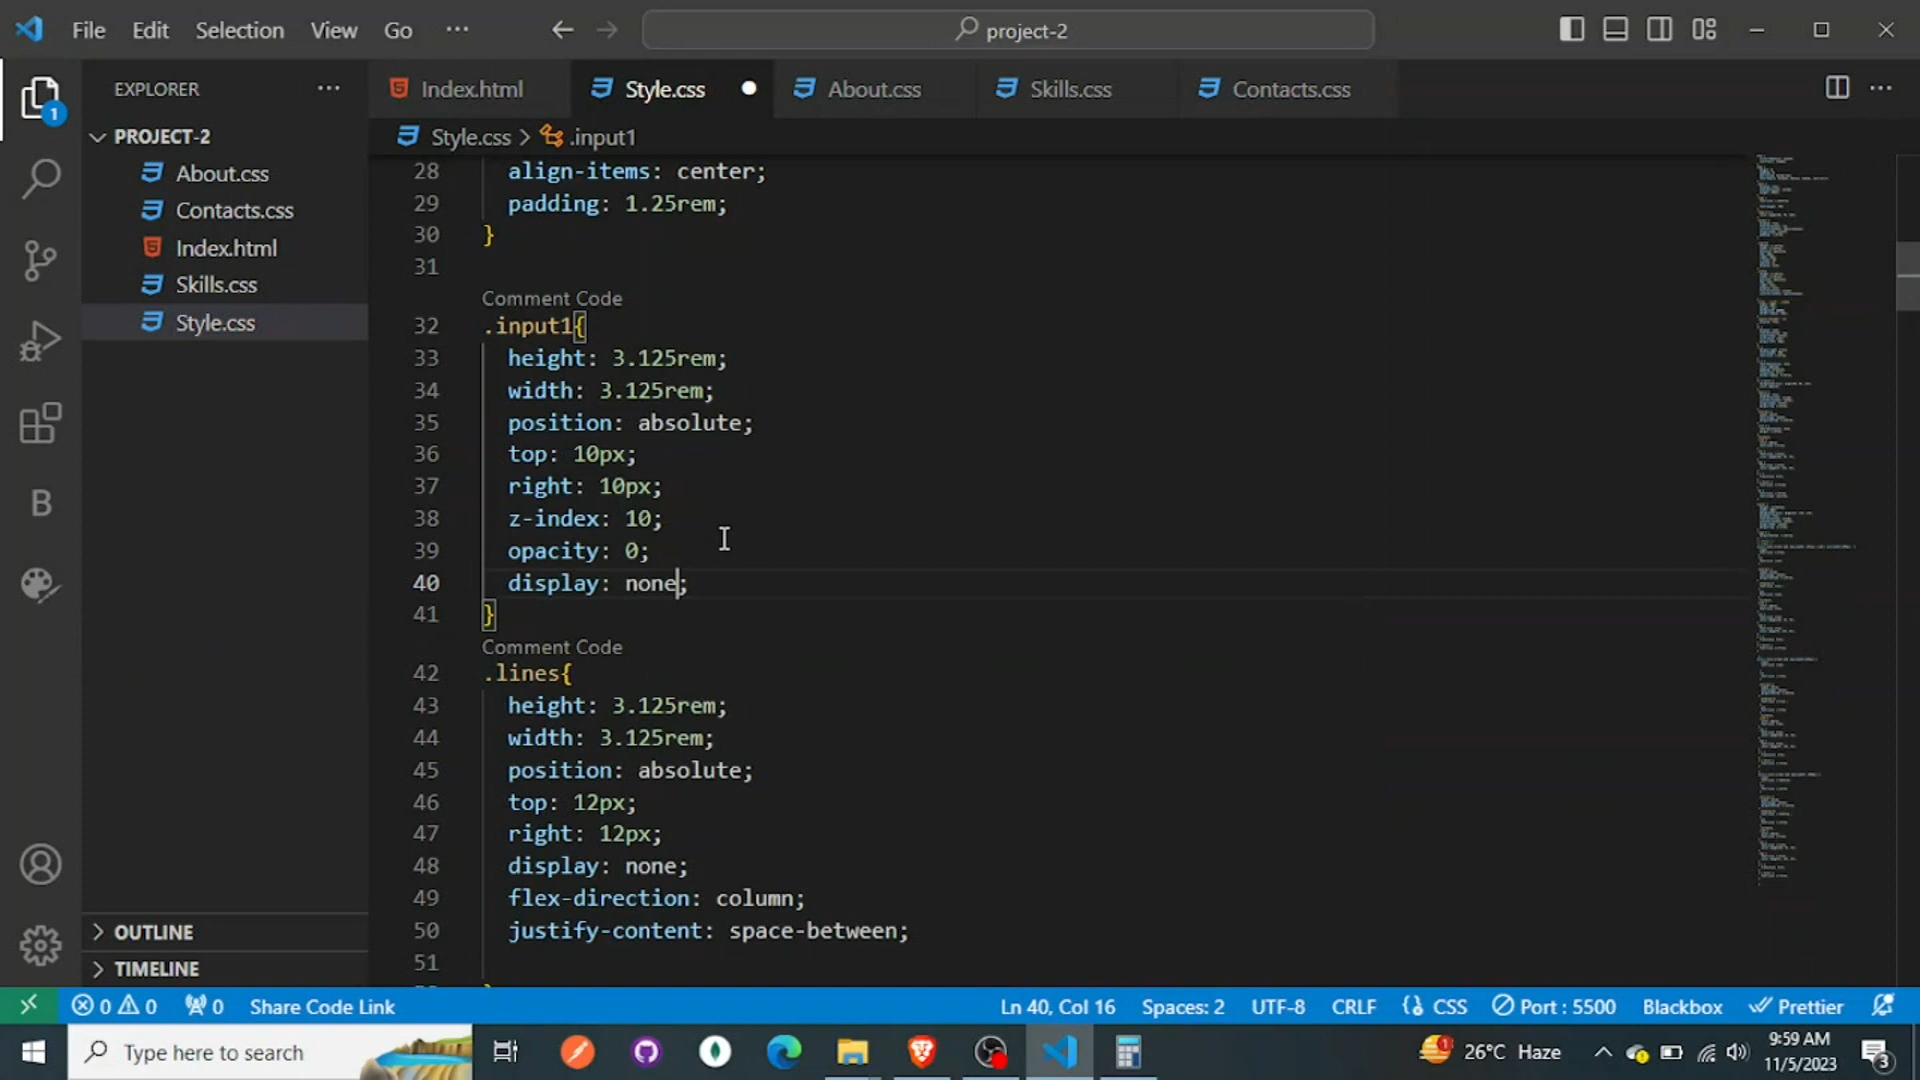 File Edit Selection View Go ···
project-2
EXPLORER ···
Index.html Style.css About.css Skills.css Contacts.css ···
PROJECT-2
Style.css > .input1
1
About.css
Contacts.css
Index.html
Skills.css
Style.css
28 align-items: center;
29 padding: 1.25rem;
30 }
31
Comment Code
32 .input1{
33 height: 3.125rem;
34 width: 3.125rem;
35 position: absolute;
36 top: 10px;
37 right: 10px;
38 z-index: 10;
39 opacity: 0;
40 display: none;
41 }
Comment Code
42 .lines{
43 height: 3.125rem;
44 width: 3.125rem;
45 position: absolute;
46 top: 12px;
47 right: 12px;
48 display: none;
49 flex-direction: column;
50 justify-content: space-between;
51
B
OUTLINE
TIMELINE
0 0 0 Share Code Link Ln 40, Col 16 Spaces: 2 UTF-8 CRLF CSS Port : 5500 Blackbox Prettier
Type here to search 26°C Haze 9:59 AM
11/5/2023
3